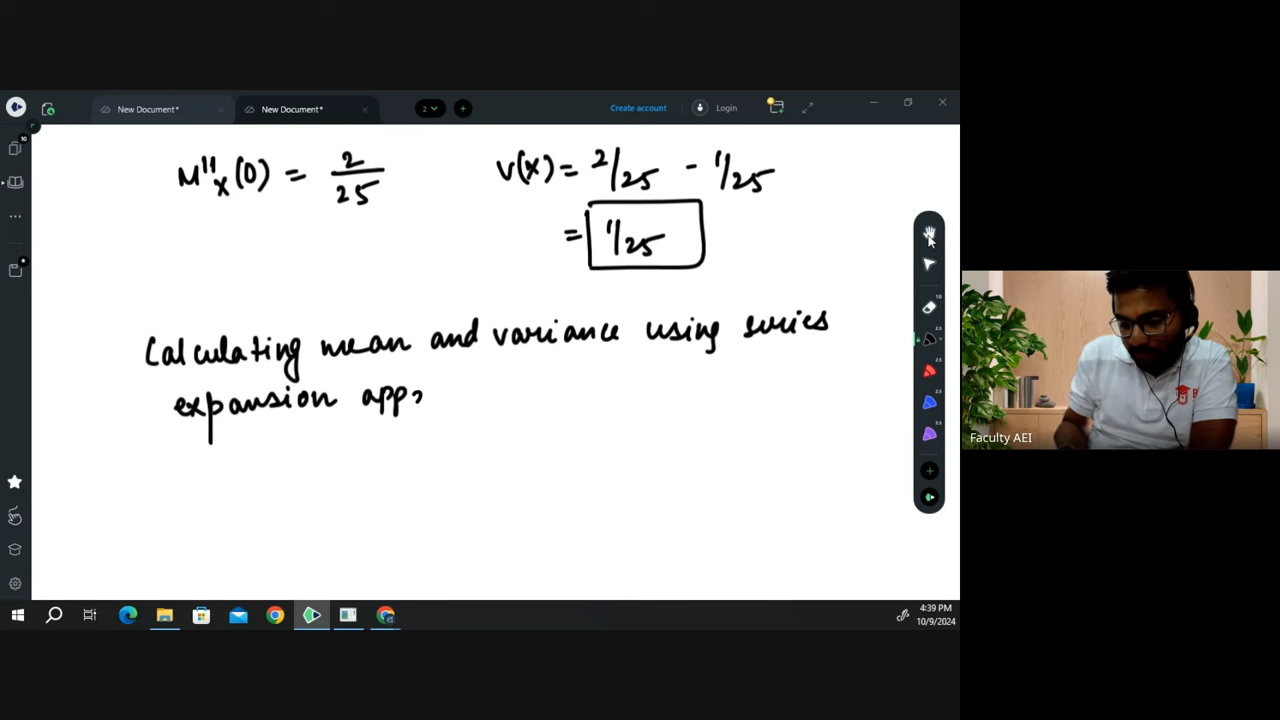 New Document*
New Document*
2
Create account
Login
M''x(0) = 2/25
V(x) = 2/25 - 1/25
= 1/25
Calculating mean and variance using series
expansion app
Faculty AEI
4:39 PM
10/9/2024